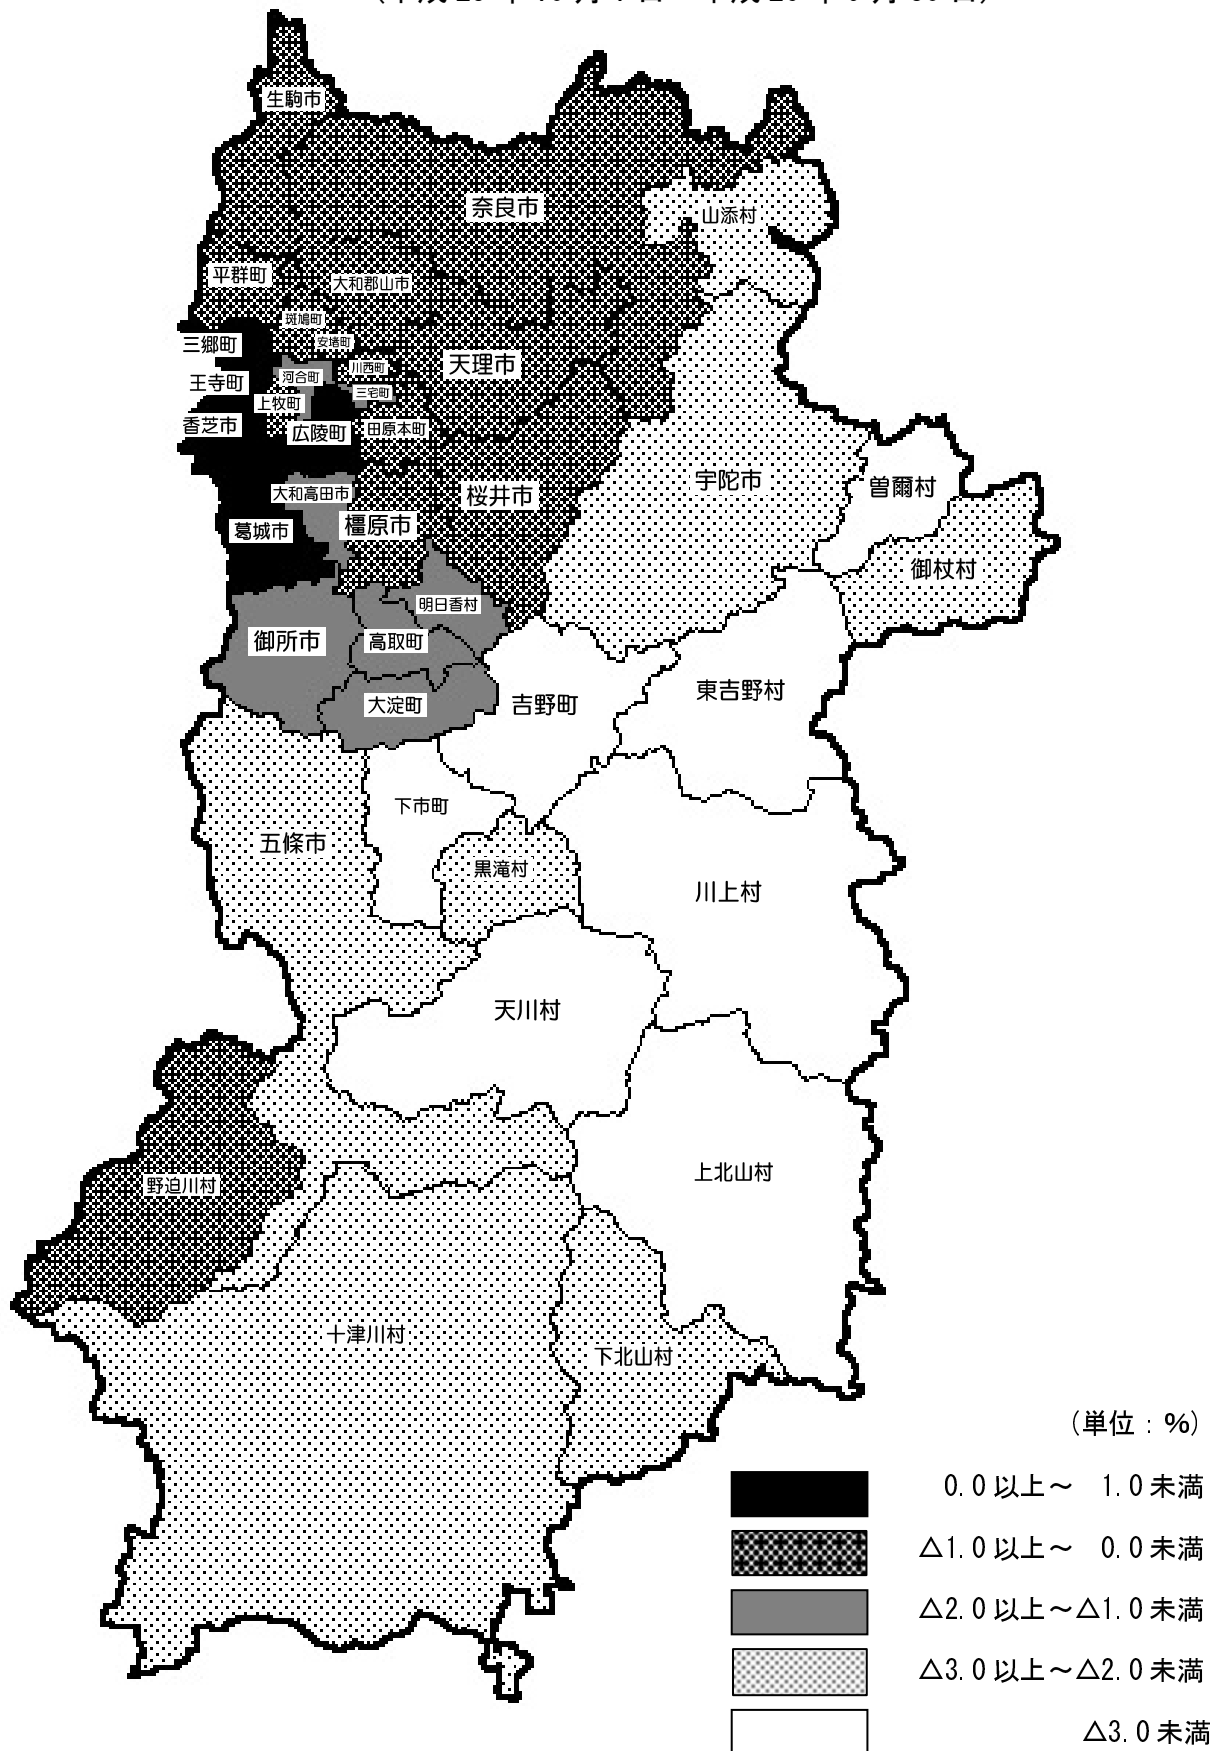 生駒市
奈良市
山添村
平群町
大和郡山市
斑鳩町
安堵町
三郷町
天理市
川西町
河合町
王寺町
三宅町
上牧町
香芝市
広陵町
田原本町
宇陀市
曽爾村
大和高田市
桜井市
橿原市
葛城市
御杖村
明日香村
御所市
高取町
東吉野村
大淀町
吉野町
下市町
五條市
黒滝村
川上村
天川村
上北山村
野迫川村
十津川村
下北山村
（単位：％）
0.0以上～ 1.0未満
△1.0以上～ 0.0未満
△2.0以上～△1.0未満
△3.0以上～△2.0未満
△3.0未満